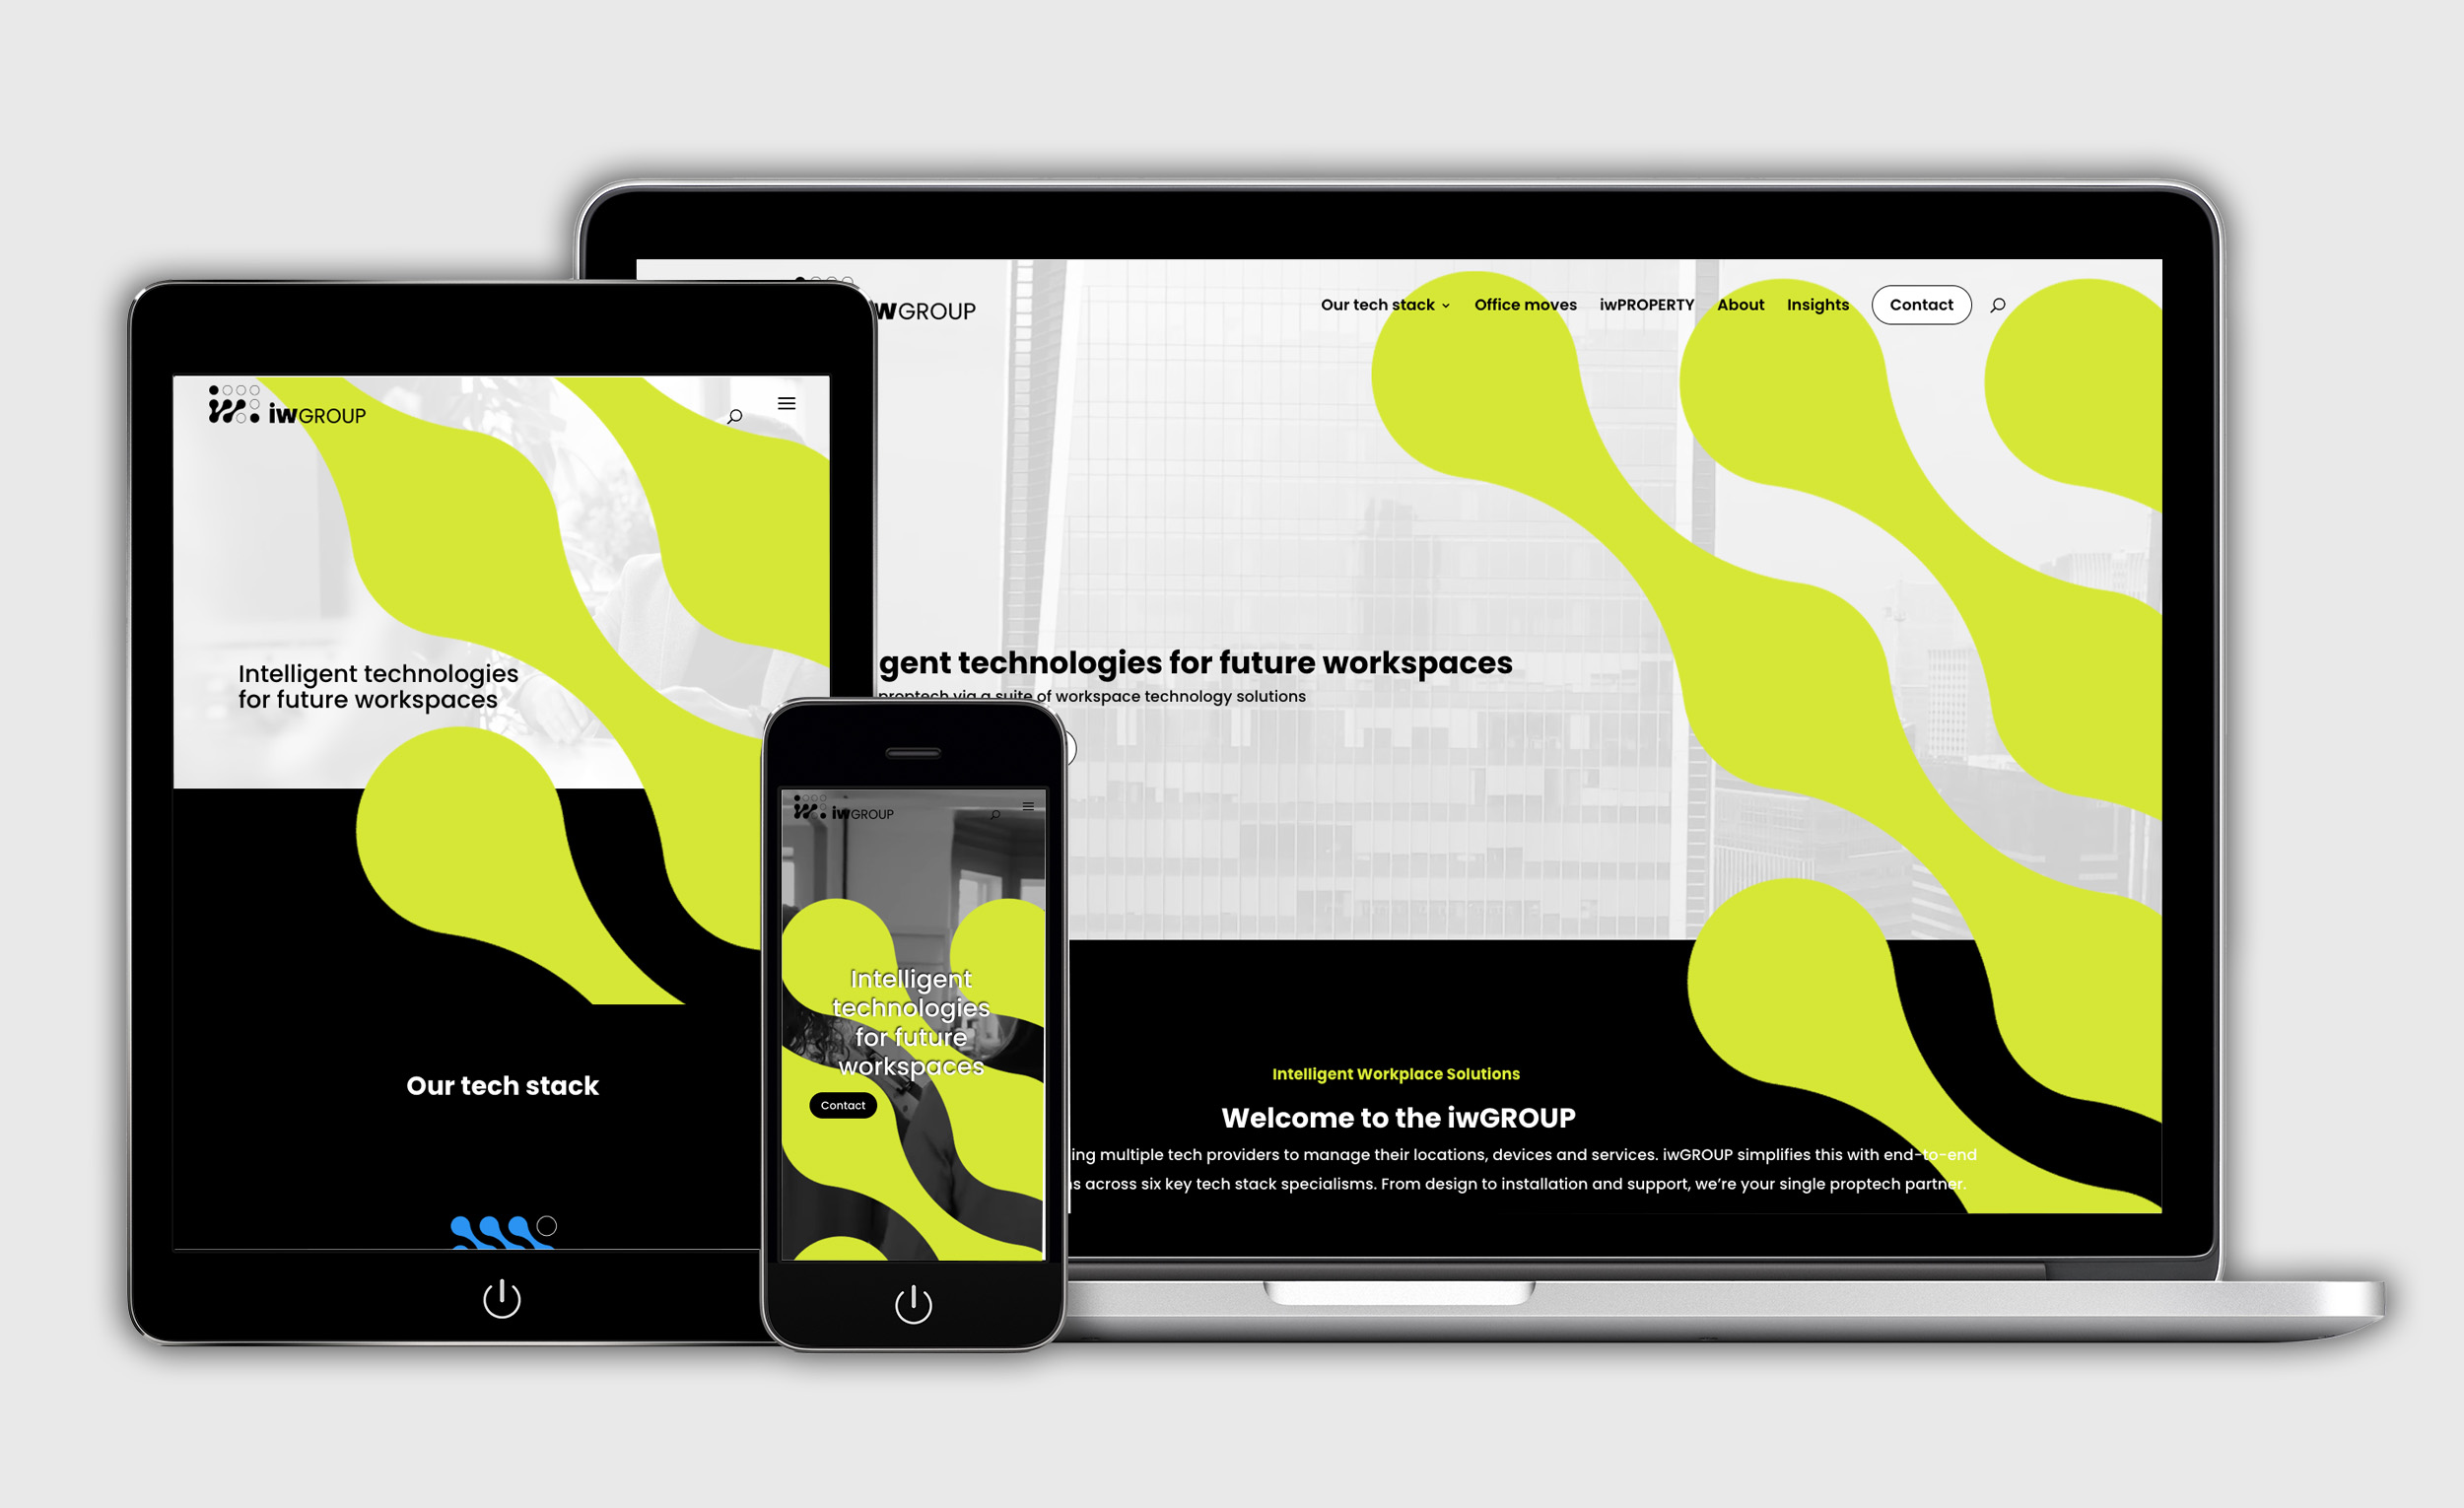 iwGROUP
Intelligent technologies
for future workspaces
Our tech stack
iwGROUP
Intelligent
technologies
for future
workspaces
Contact
wGROUP
Our tech stack
Office moves
iwPROPERTY
About
Insights
Contact
gent technologies for future workspaces
proptech via a suite of workspace technology solutions
Intelligent Workplace Solutions
Welcome to the iwGROUP
ing multiple tech providers to manage their locations, devices and services. iwGROUP simplifies this with end-to-end
s across six key tech stack specialisms. From design to installation and support, we’re your single proptech partner.